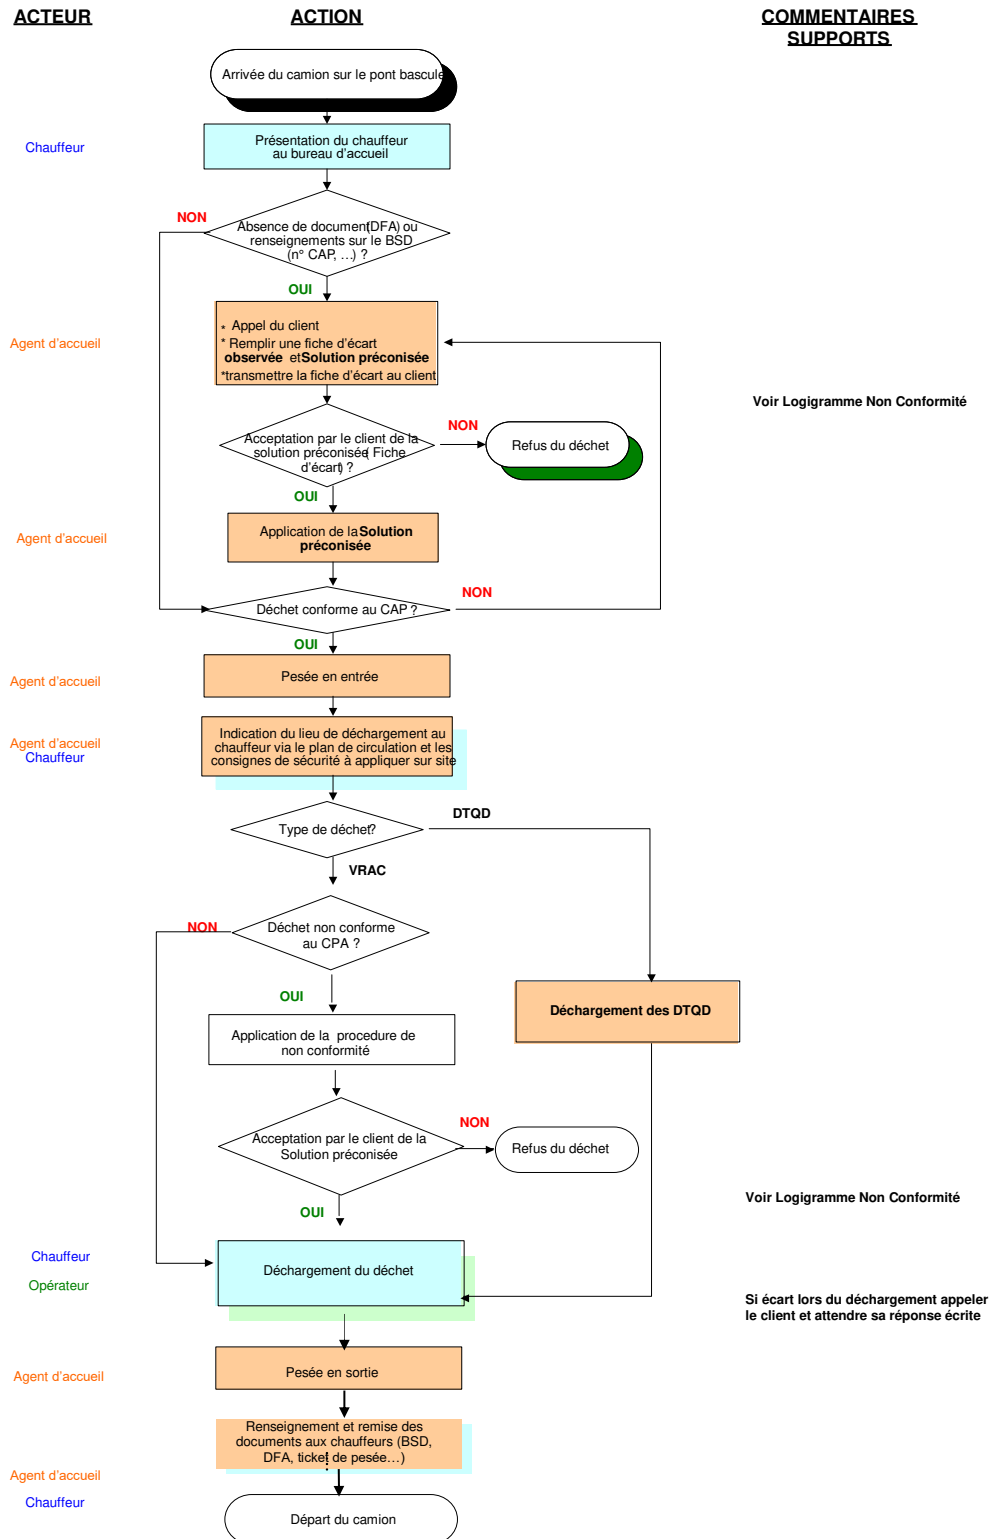 ACTEUR
ACTION
COMMENTAIRES
SUPPORTS
Arrivée du camion sur le pont bascule
Chauffeur
Présentation du chauffeur
au bureau d'accueil
NON
Absence de document(DFA) ou
renseignements sur le BSD
(n° CAP, …) ?
OUI
Agent d'accueil
* Appel du client
* Remplir une fiche d'écart
observée et Solution préconisée
*transmettre la fiche d'écart au client
Voir Logigramme Non Conformité
Acceptation par le client de la
solution préconisée( Fiche
d'écart) ?
NON
Refus du déchet
OUI
Agent d'accueil
Application de la Solution
préconisée
Déchet conforme au CAP ?
NON
OUI
Agent d'accueil
Pesée en entrée
Agent d'accueil
Chauffeur
Indication du lieu de déchargement au
chauffeur via le plan de circulation et les
consignes de sécurité à appliquer sur site
Type de déchet?
DTQD
VRAC
NON
Déchet non conforme
au CPA ?
OUI
Déchargement des DTQD
Application de la procedure de
non conformité
Acceptation par le client de la
Solution préconisée
NON
Refus du déchet
OUI
Voir Logigramme Non Conformité
Chauffeur
Opérateur
Déchargement du déchet
Si écart lors du déchargement appeler
le client et attendre sa réponse écrite
Agent d'accueil
Pesée en sortie
Renseignement et remise des
documents aux chauffeurs (BSD,
DFA, ticket de pesée…)
Agent d'accueil
Chauffeur
Départ du camion